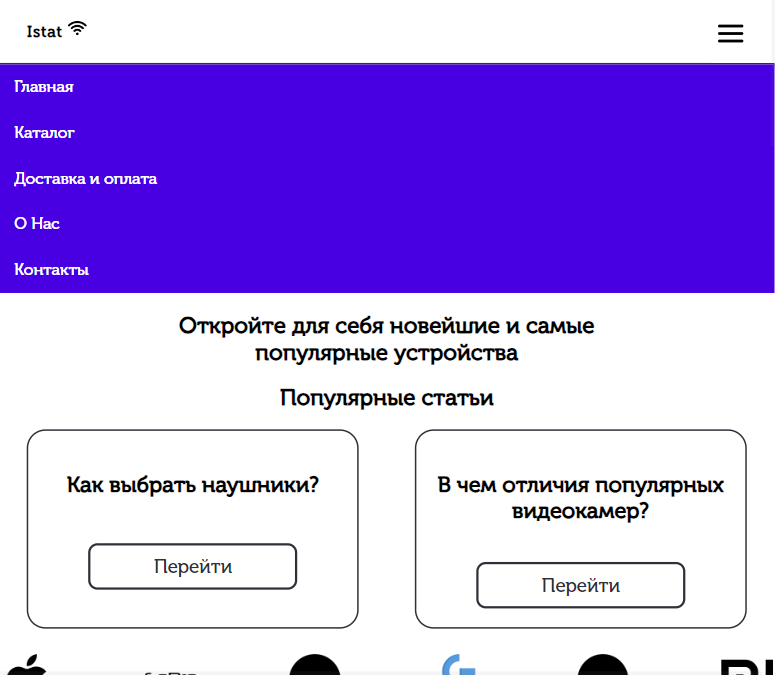 Istat
Главная
Каталог
Доставка и оплата
О Нас
Контакты
Откройте для себя новейшие и самые
популярные устройства
Популярные статьи
Как выбрать наушники?
Перейти
В чем отличия популярных
видеокамер?
Перейти